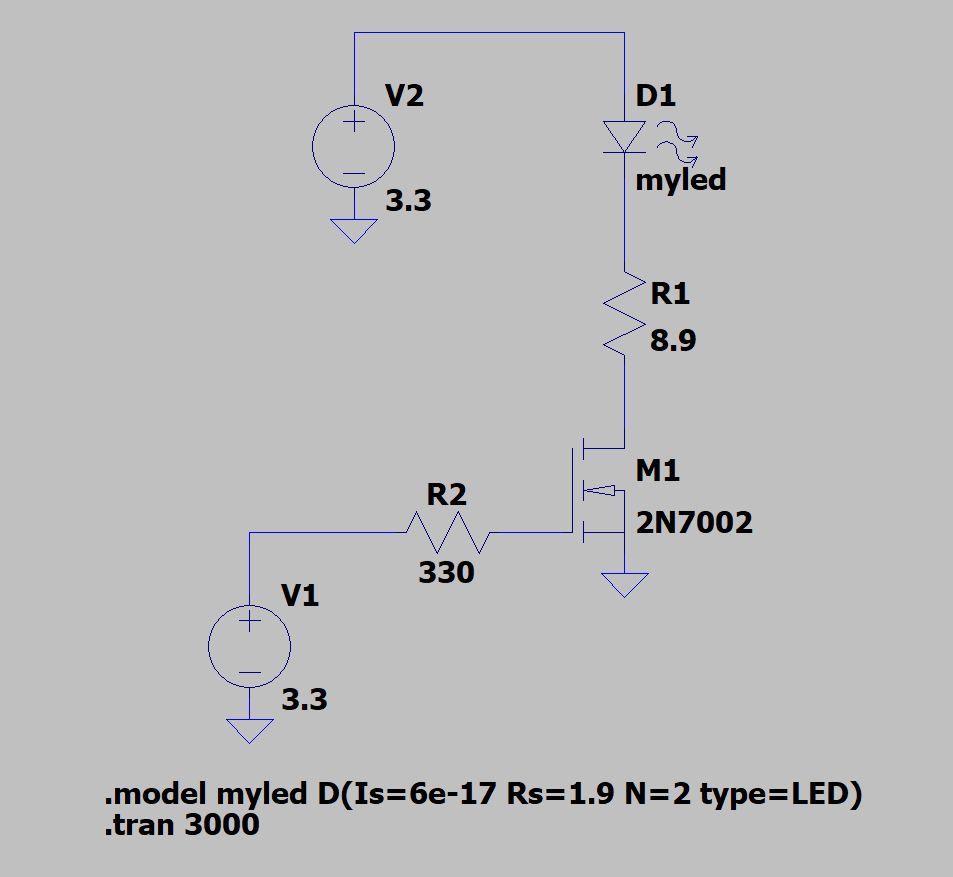 V2
3.3
D1
myled
R1
8.9
M1
2N7002
R2
330
V1
3.3
.model myled D(Is=6e-17 Rs=1.9 N=2 type=LED)
.tran 3000